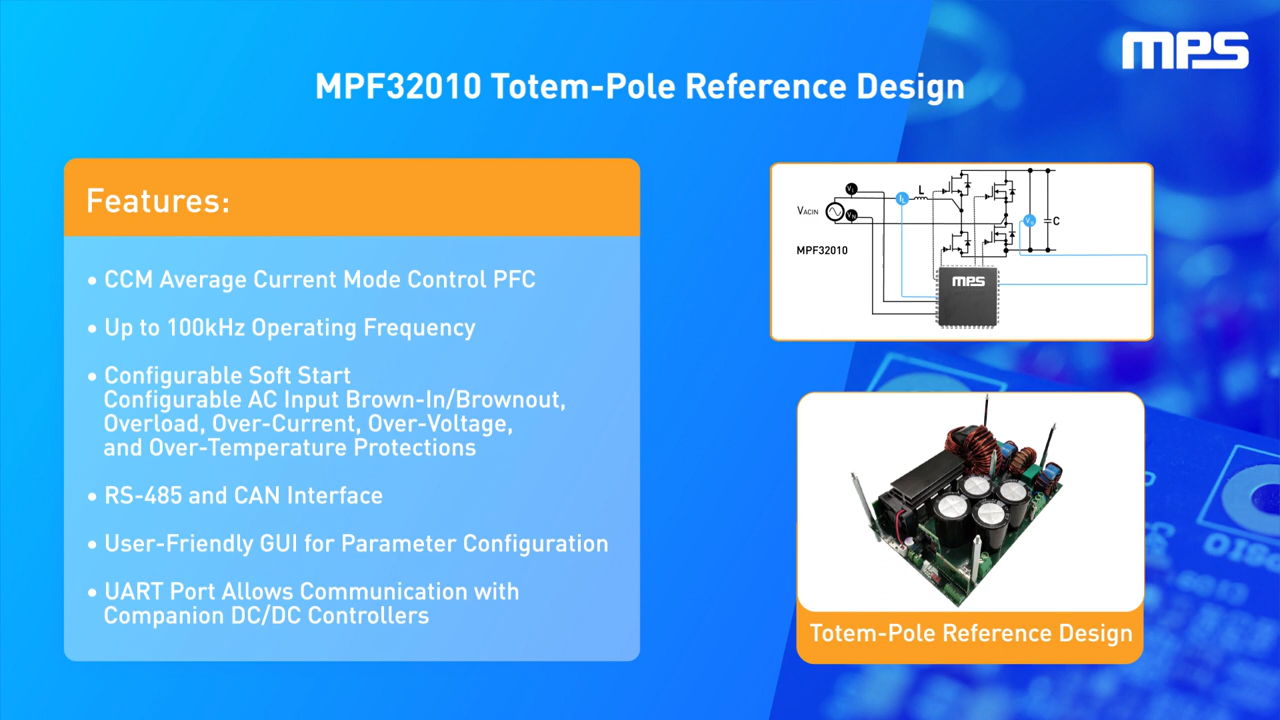 MPS
MPF32010 Totem-Pole Reference Design
Features:
• CCM Average Current Mode Control PFC
• Up to 100kHz Operating Frequency
• Configurable Soft Start
Configurable AC Input Brown-In/Brownout,
Overload, Over-Current, Over-Voltage,
and Over-Temperature Protections
• RS-485 and CAN Interface
• User-Friendly GUI for Parameter Configuration
• UART Port Allows Communication with
Companion DC/DC Controllers
L
VACIN
C
MPF32010
MPS
Totem-Pole Reference Design